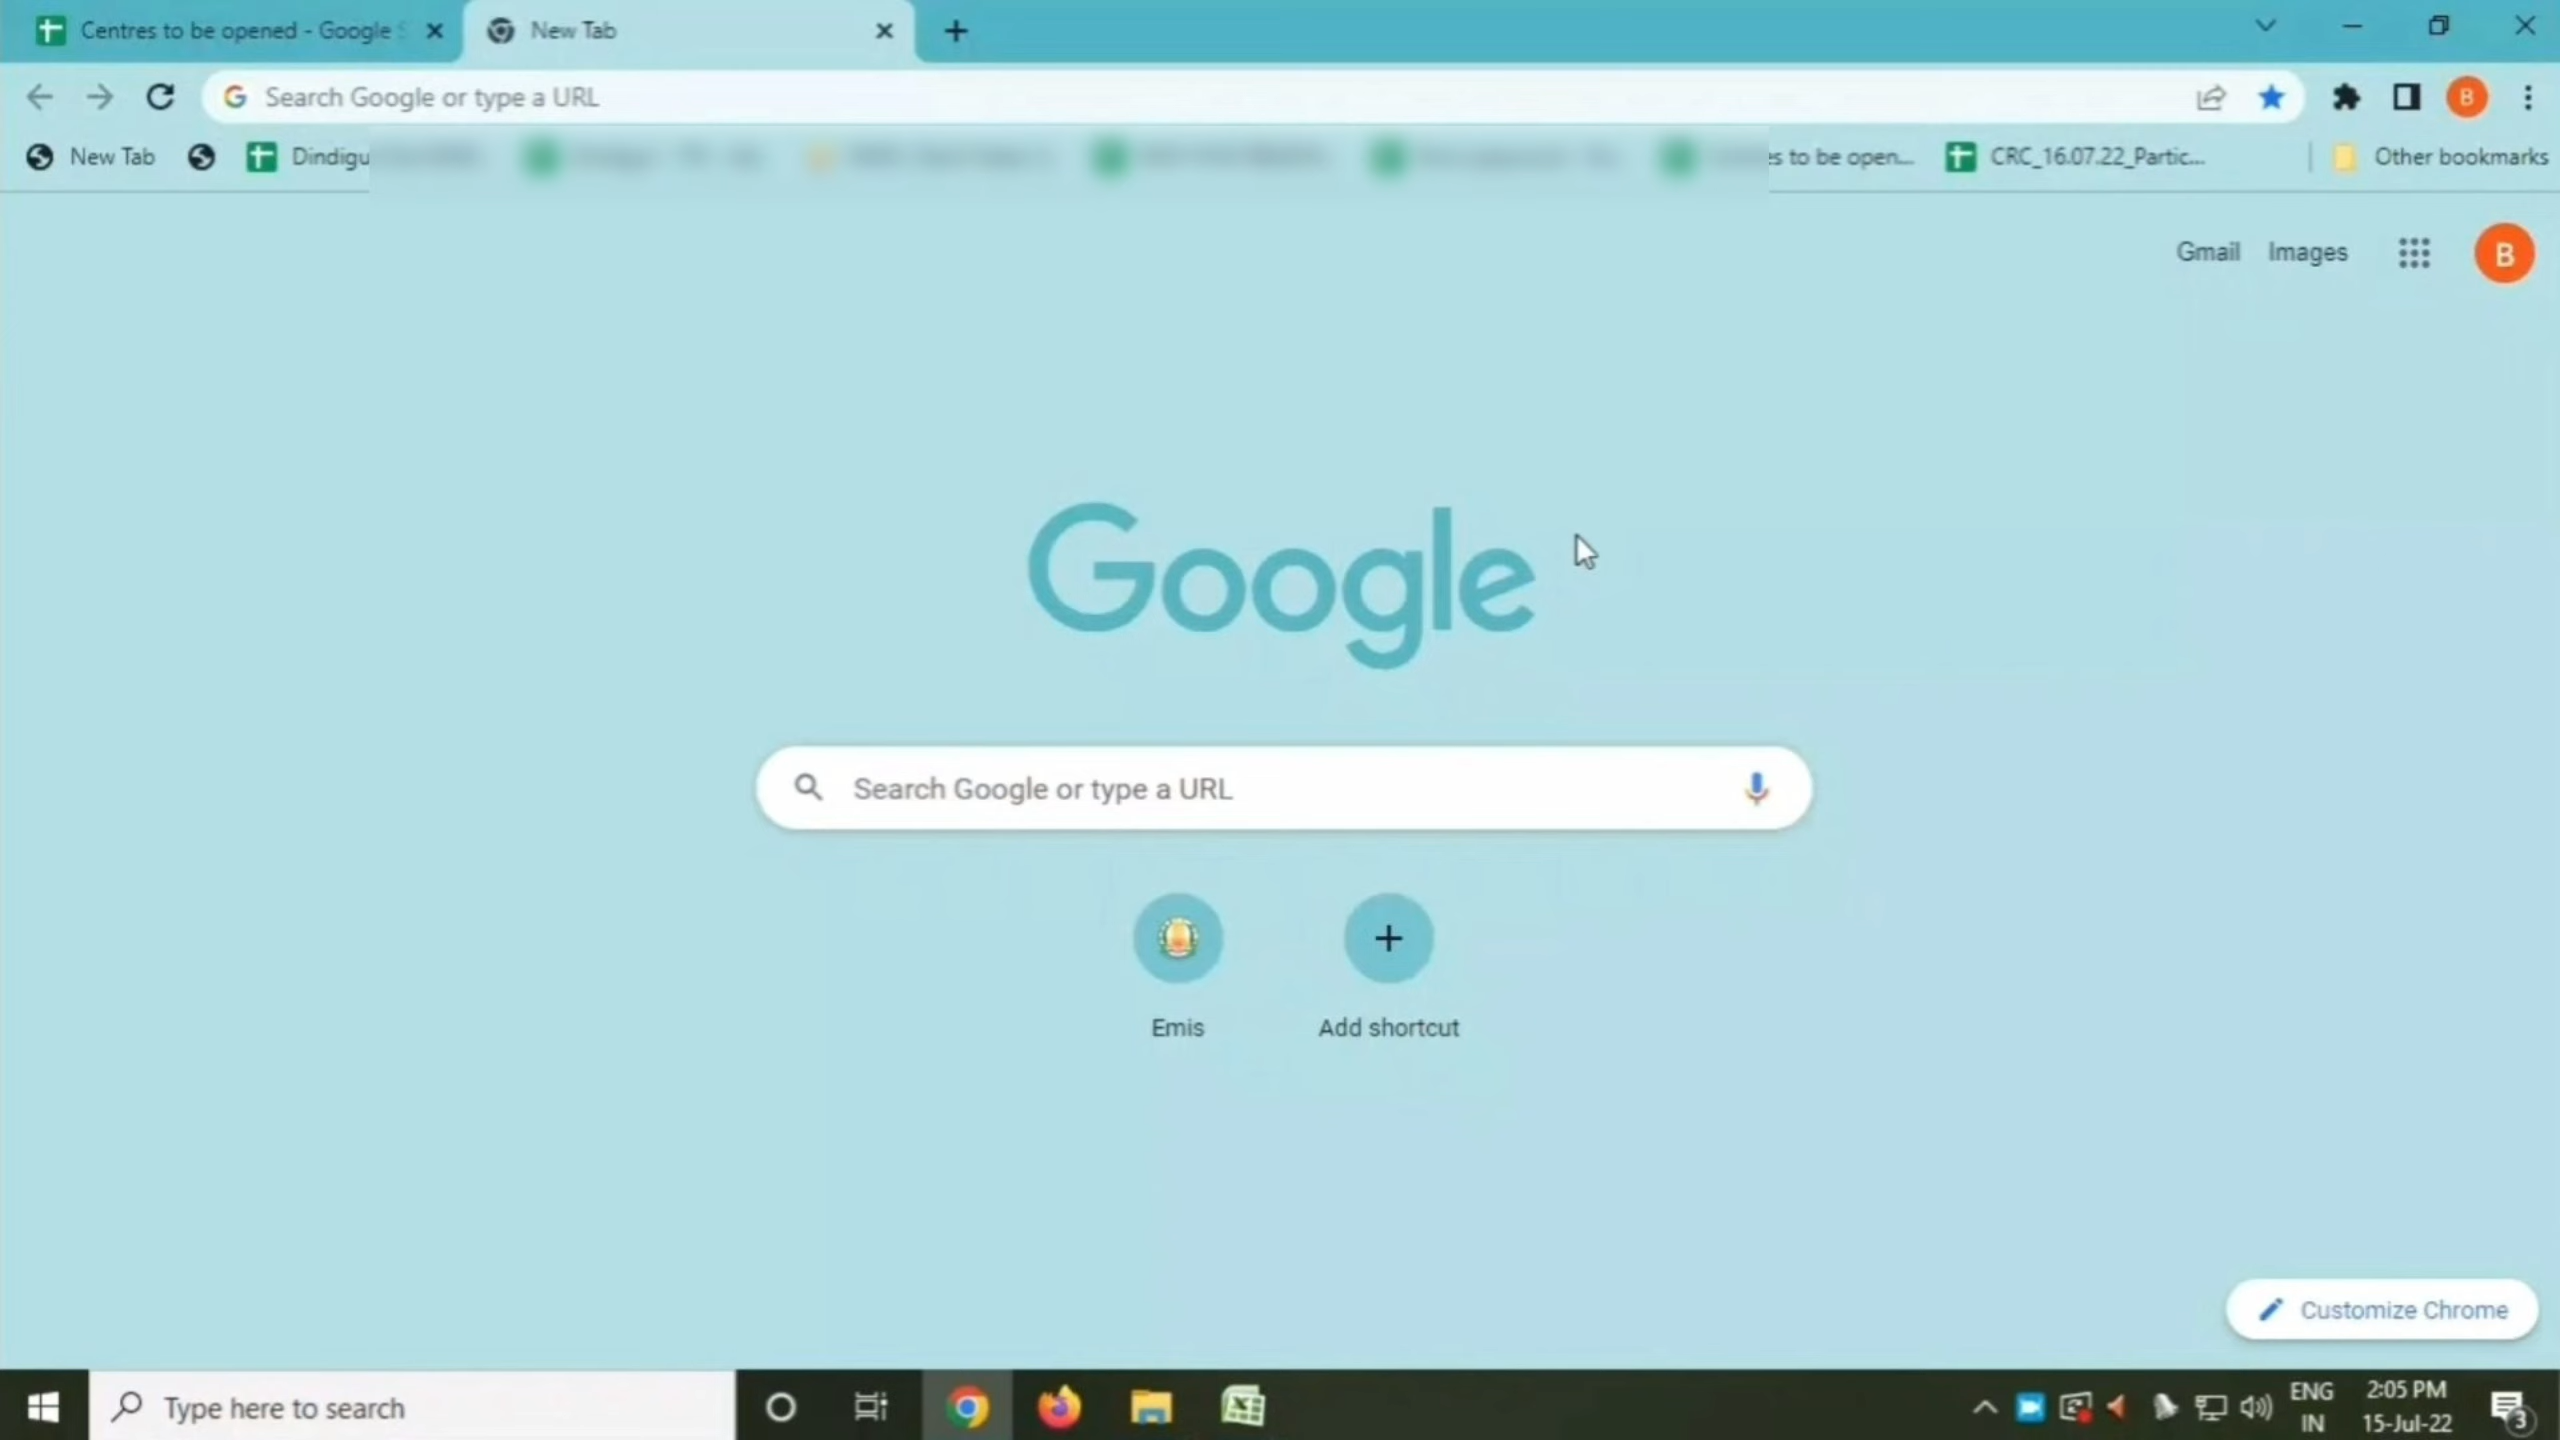 Centres to be opened - Google S
New Tab
Search Google or type a URL
New Tab
Dindigu
es to be open...
CRC_16.07.22_Partic...
Other bookmarks
B
Gmail
Images
B
Google
Search Google or type a URL
Emis
Add shortcut
Customize Chrome
Type here to search
ENG
IN
2:05 PM
15-Jul-22
3